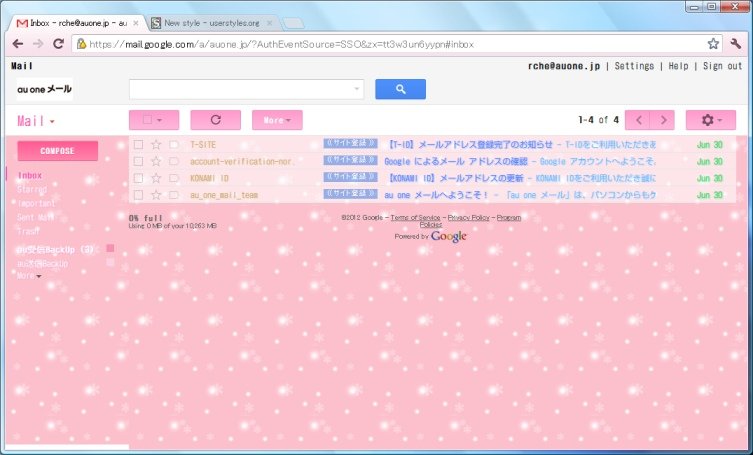 Inbox - rche@auone.jp - au
New style - userstyles.org
https://mail.google.com/a/auone.jp/?AuthEventSource=SSO&zx=tt3w3un6yypn#inbox
Mail
rche@auone.jp | Settings | Help | Sign out
au one メール
Mail
More
1-4 of 4
COMPOSE
Inbox
Starred
Important
Sent Mail
Trash
au受信BackUp (3)
au送信BackUp
More
T-SITE 《《サイト登録 》》 【T-ID】メールアドレス登録完了のお知らせ - T-IDをご利用いただきあ Jun 30
account-verification-nor. 《《サイト登録 》》 Google によるメール アドレスの確認 - Google アカウントへようこそ. Jun 30
KONAMI ID 《《サイト登録 》》 【KONAMI ID】メールアドレスの更新 - KONAMI IDをご利用いただき誠に Jun 30
au_one_mail_team 《《サイト登録 》》 au one メールへようこそ！ - 「au one メール」は、パソコンからもケ Jun 30
0% full
Using 0 MB of your 10,263 MB
©2012 Google - Terms of Service - Privacy Policy - Program
Policies
Powered by Google